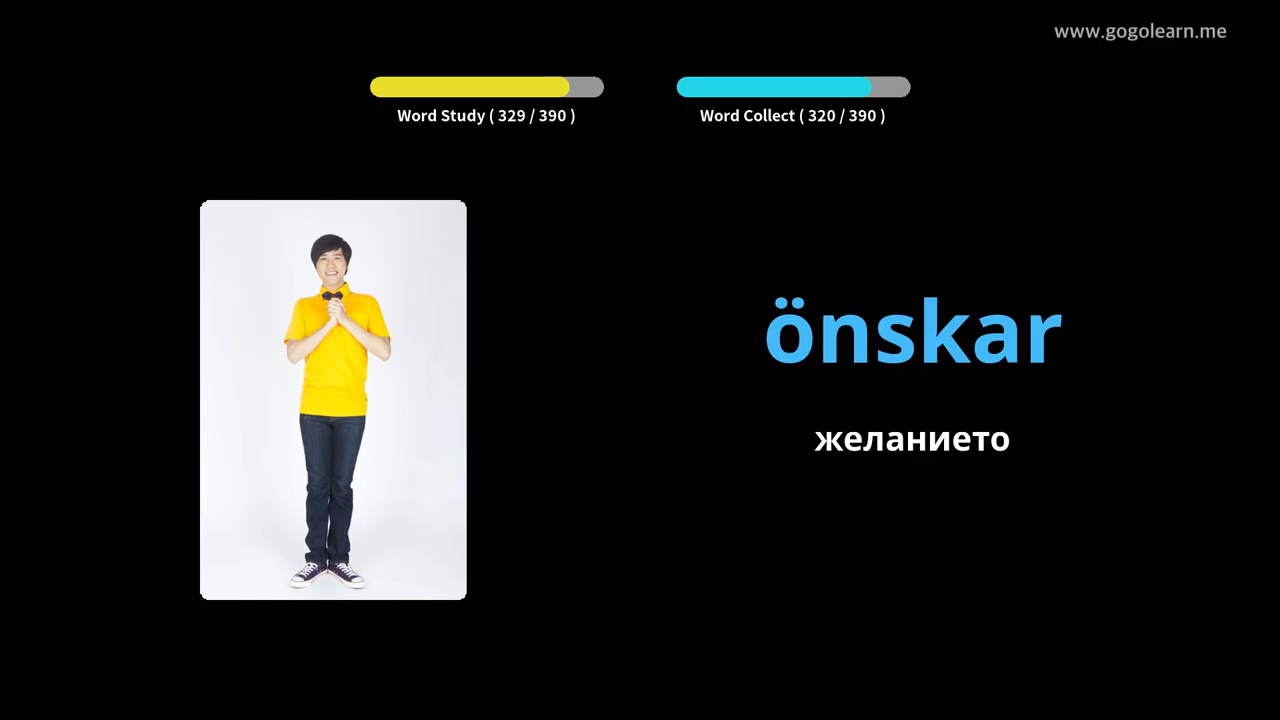 www.gogolearn.me
Word Study ( 329 / 390 )
Word Collect ( 320 / 390 )
önskar
желанието